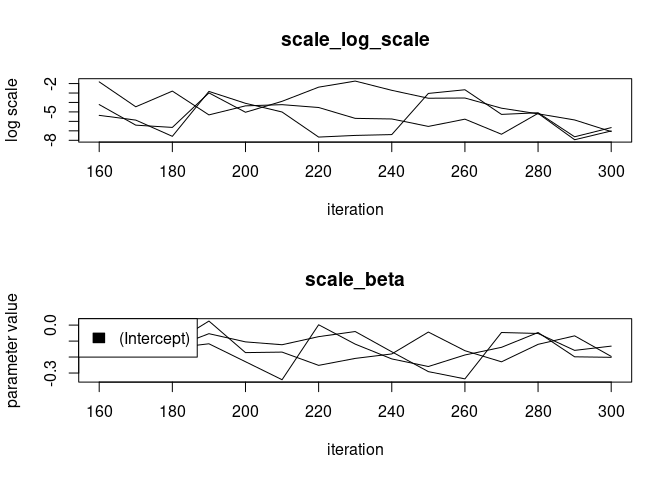 scale_log_scale
log scale
-2
-5
-8
160 180 200 220 240 260 280 300
iteration
scale_beta
parameter value
0.0
-0.3
(Intercept)
160 180 200 220 240 260 280 300
iteration